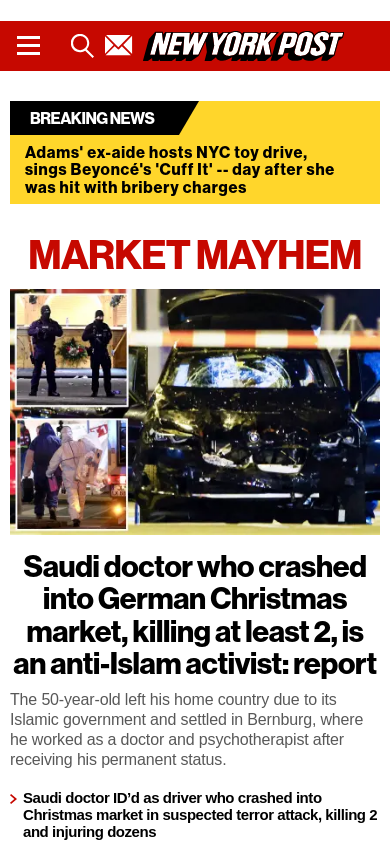 NEW YORK POST
BREAKING NEWS
Adams' ex-aide hosts NYC toy drive,
sings Beyoncé's 'Cuff It' -- day after she
was hit with bribery charges
MARKET MAYHEM
Saudi doctor who crashed
into German Christmas
market, killing at least 2, is
an anti-Islam activist: report
The 50-year-old left his home country due to its
Islamic government and settled in Bernburg, where
he worked as a doctor and psychotherapist after
receiving his permanent status.
Saudi doctor ID’d as driver who crashed into
Christmas market in suspected terror attack, killing 2
and injuring dozens